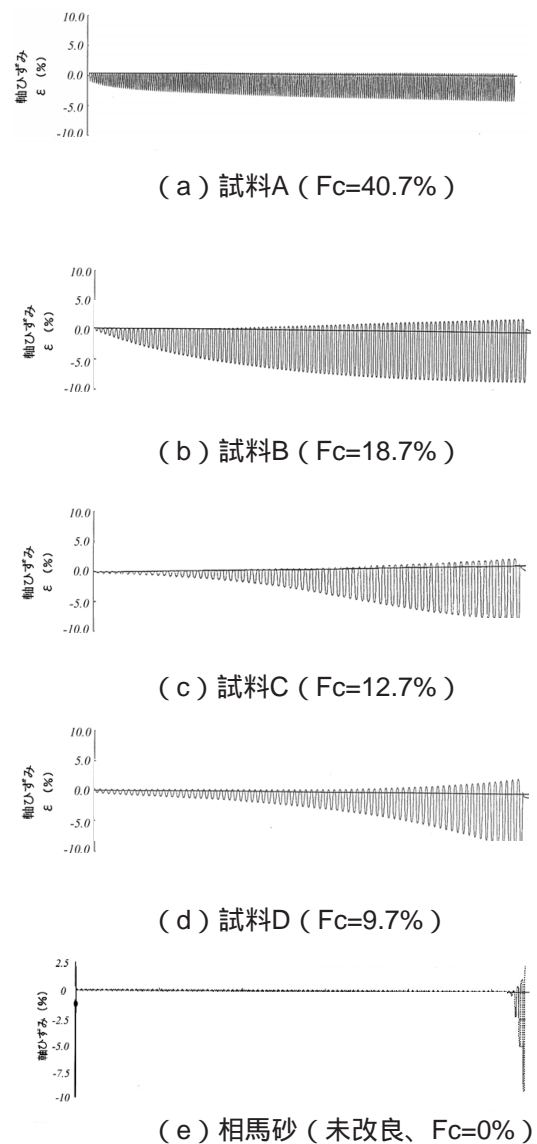 10.0
5.0
0.0
-5.0
-10.0
軸ひずみ
ε (%)
（a）試料A（Fc=40.7%）
10.0
5.0
0.0
-5.0
-10.0
軸ひずみ
ε (%)
（b）試料B（Fc=18.7%）
10.0
5.0
0.0
-5.0
-10.0
軸ひずみ
ε (%)
（c）試料C（Fc=12.7%）
10.0
5.0
0.0
-5.0
-10.0
軸ひずみ
ε (%)
（d）試料D（Fc=9.7%）
2.5
0
-2.5
-5.0
-7.5
-10
軸ひずみ (%)
（e）相馬砂（未改良、Fc=0%）